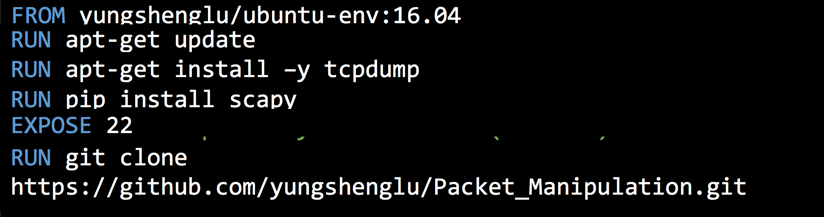 FROM yungshenglu/ubuntu-env:16.04
RUN apt-get update
RUN apt-get install –y tcpdump
RUN pip install scapy
EXPOSE 22
RUN git clone
https://github.com/yungshenglu/Packet_Manipulation.git